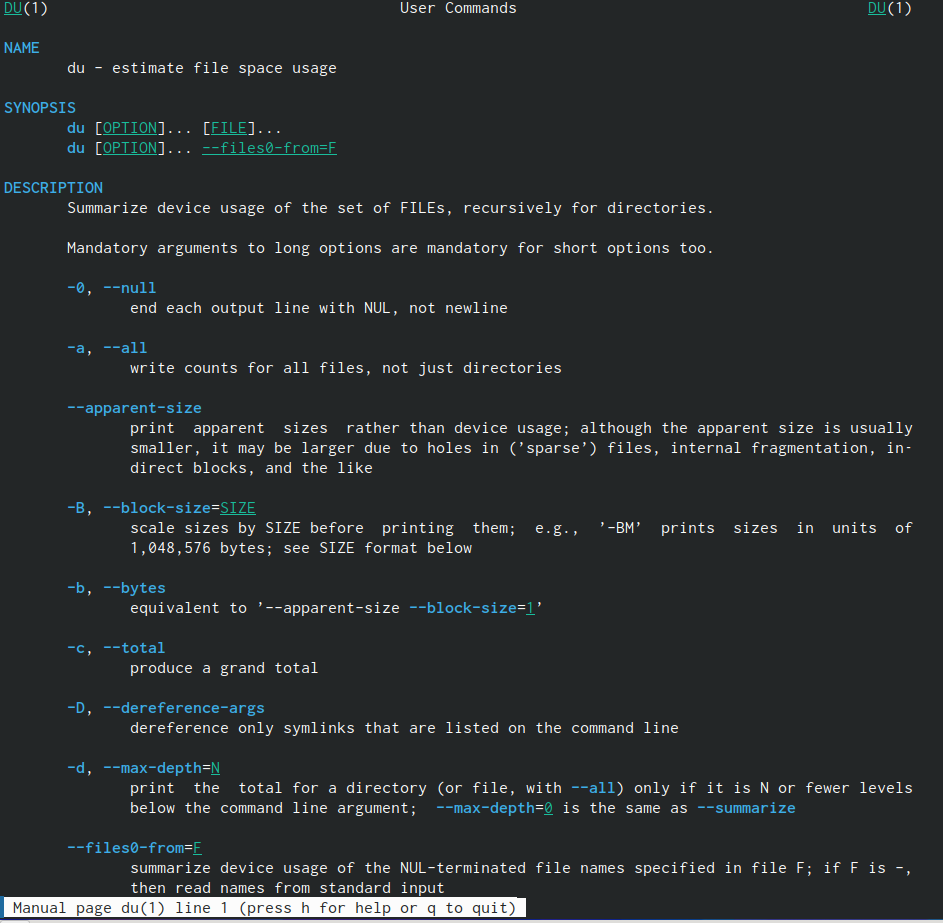 DU(1) User Commands DU(1)
NAME
du - estimate file space usage
SYNOPSIS
du [OPTION]... [FILE]...
du [OPTION]... --files0-from=F
DESCRIPTION
Summarize device usage of the set of FILEs, recursively for directories.
Mandatory arguments to long options are mandatory for short options too.
-0, --null
end each output line with NUL, not newline
-a, --all
write counts for all files, not just directories
--apparent-size
print apparent sizes rather than device usage; although the apparent size is usually
smaller, it may be larger due to holes in (’sparse’) files, internal fragmentation, in-
direct blocks, and the like
-B, --block-size=SIZE
scale sizes by SIZE before printing them; e.g., ’-BM’ prints sizes in units of
1,048,576 bytes; see SIZE format below
-b, --bytes
equivalent to ’--apparent-size --block-size=1’
-c, --total
produce a grand total
-D, --dereference-args
dereference only symlinks that are listed on the command line
-d, --max-depth=N
print the total for a directory (or file, with --all) only if it is N or fewer levels
below the command line argument; --max-depth=0 is the same as --summarize
--files0-from=F
summarize device usage of the NUL-terminated file names specified in file F; if F is -,
then read names from standard input
Manual page du(1) line 1 (press h for help or q to quit)